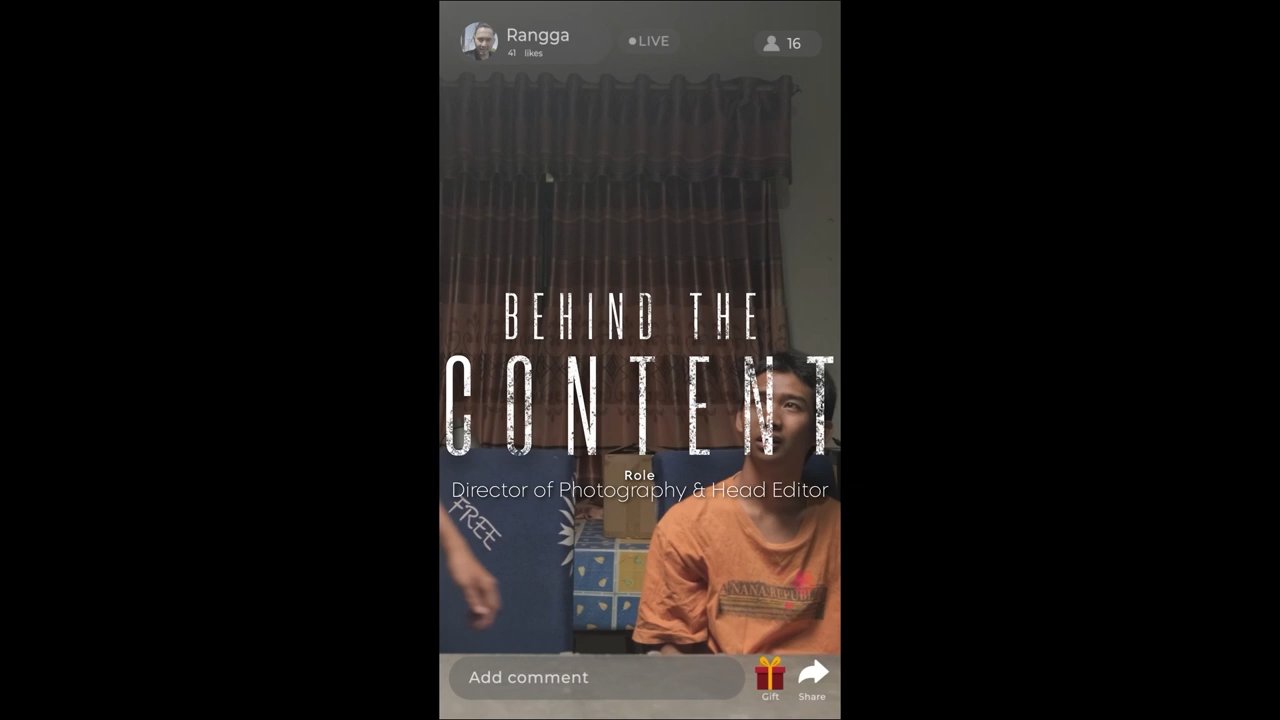 Rangga
41 likes
LIVE
16
BEHIND THE
CONTENT
Role
Director of Photography & Head Editor
FREE
Add comment
Gift
Share